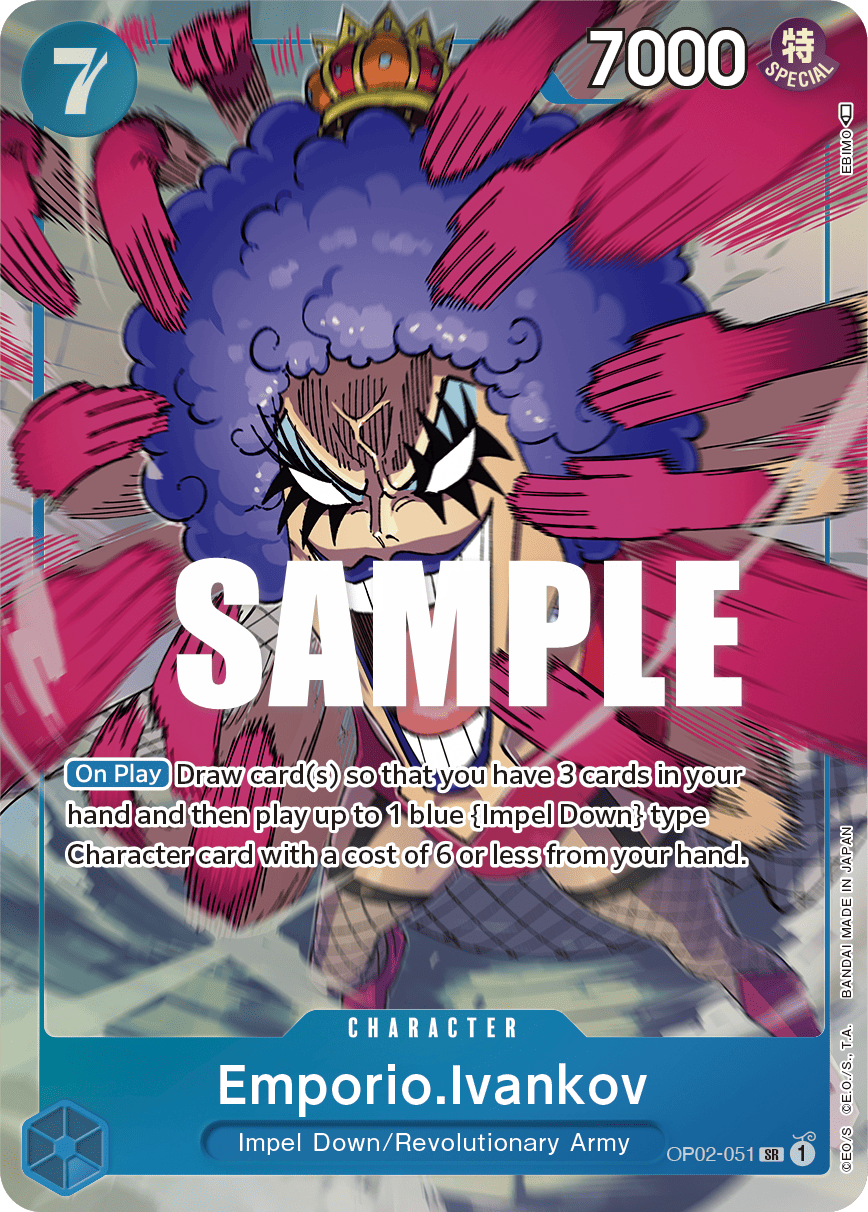 7
7000
特
SPECIAL
EBIMO
SAMPLE
On Play Draw card(s) so that you have 3 cards in your
hand and then play up to 1 blue {Impel Down} type
Character card with a cost of 6 or less from your hand.
CHARACTER
Emporio.Ivankov
Impel Down/Revolutionary Army
OP02-051 SR 1
©EO/S ©E.O./S., T.A. BANDAI MADE IN JAPAN